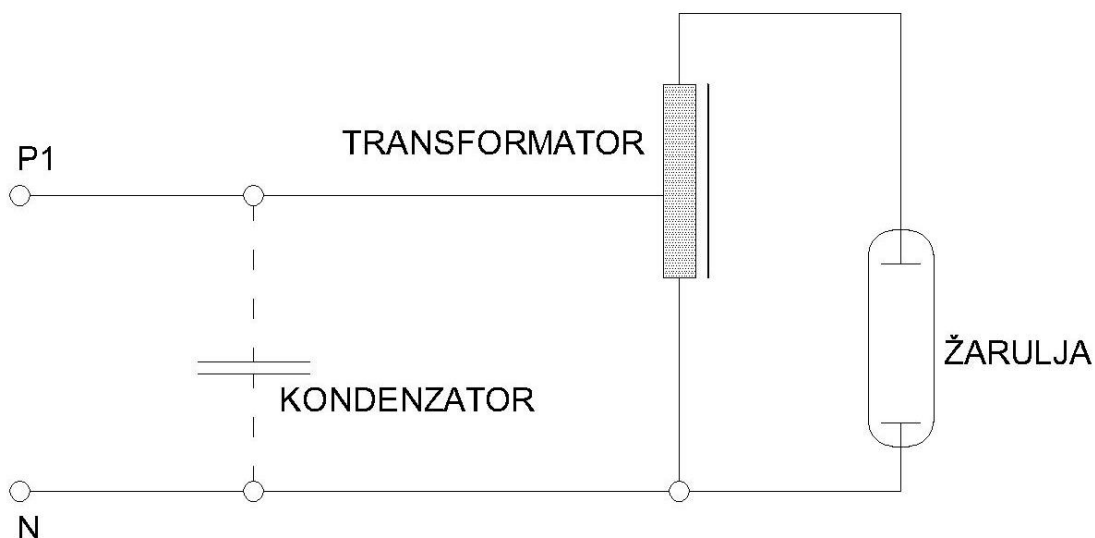 TRANSFORMATOR
P1
ŽARULJA
KONDENZATOR
N